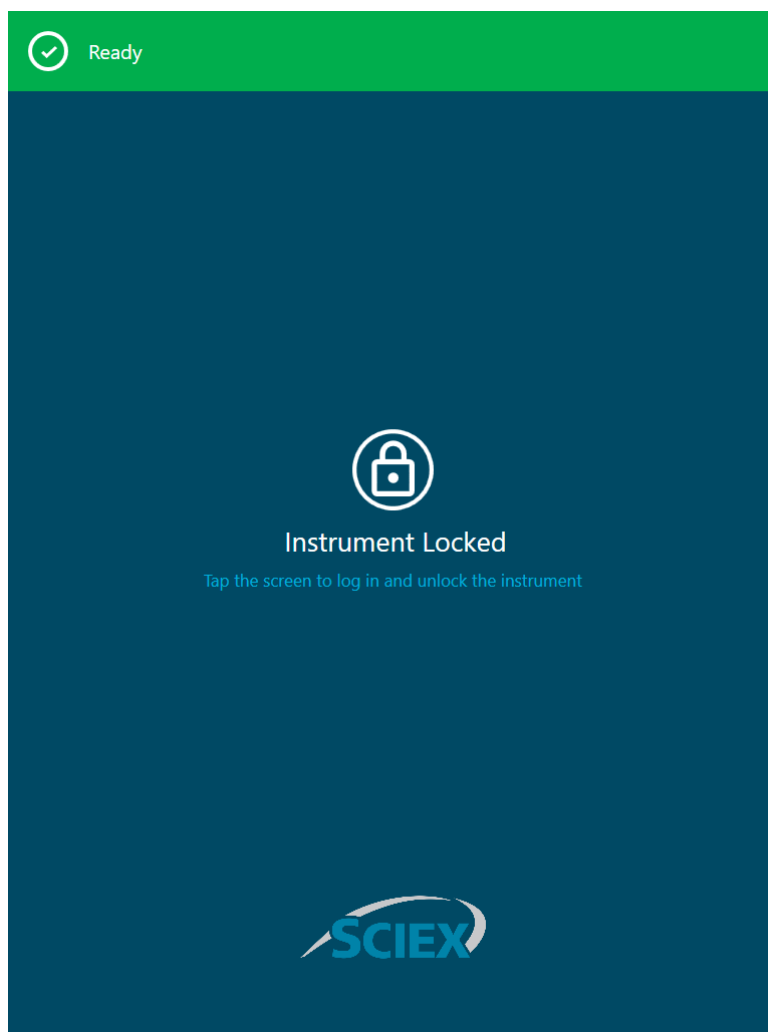 Ready
Instrument Locked
Tap the screen to log in and unlock the instrument
SCIEX